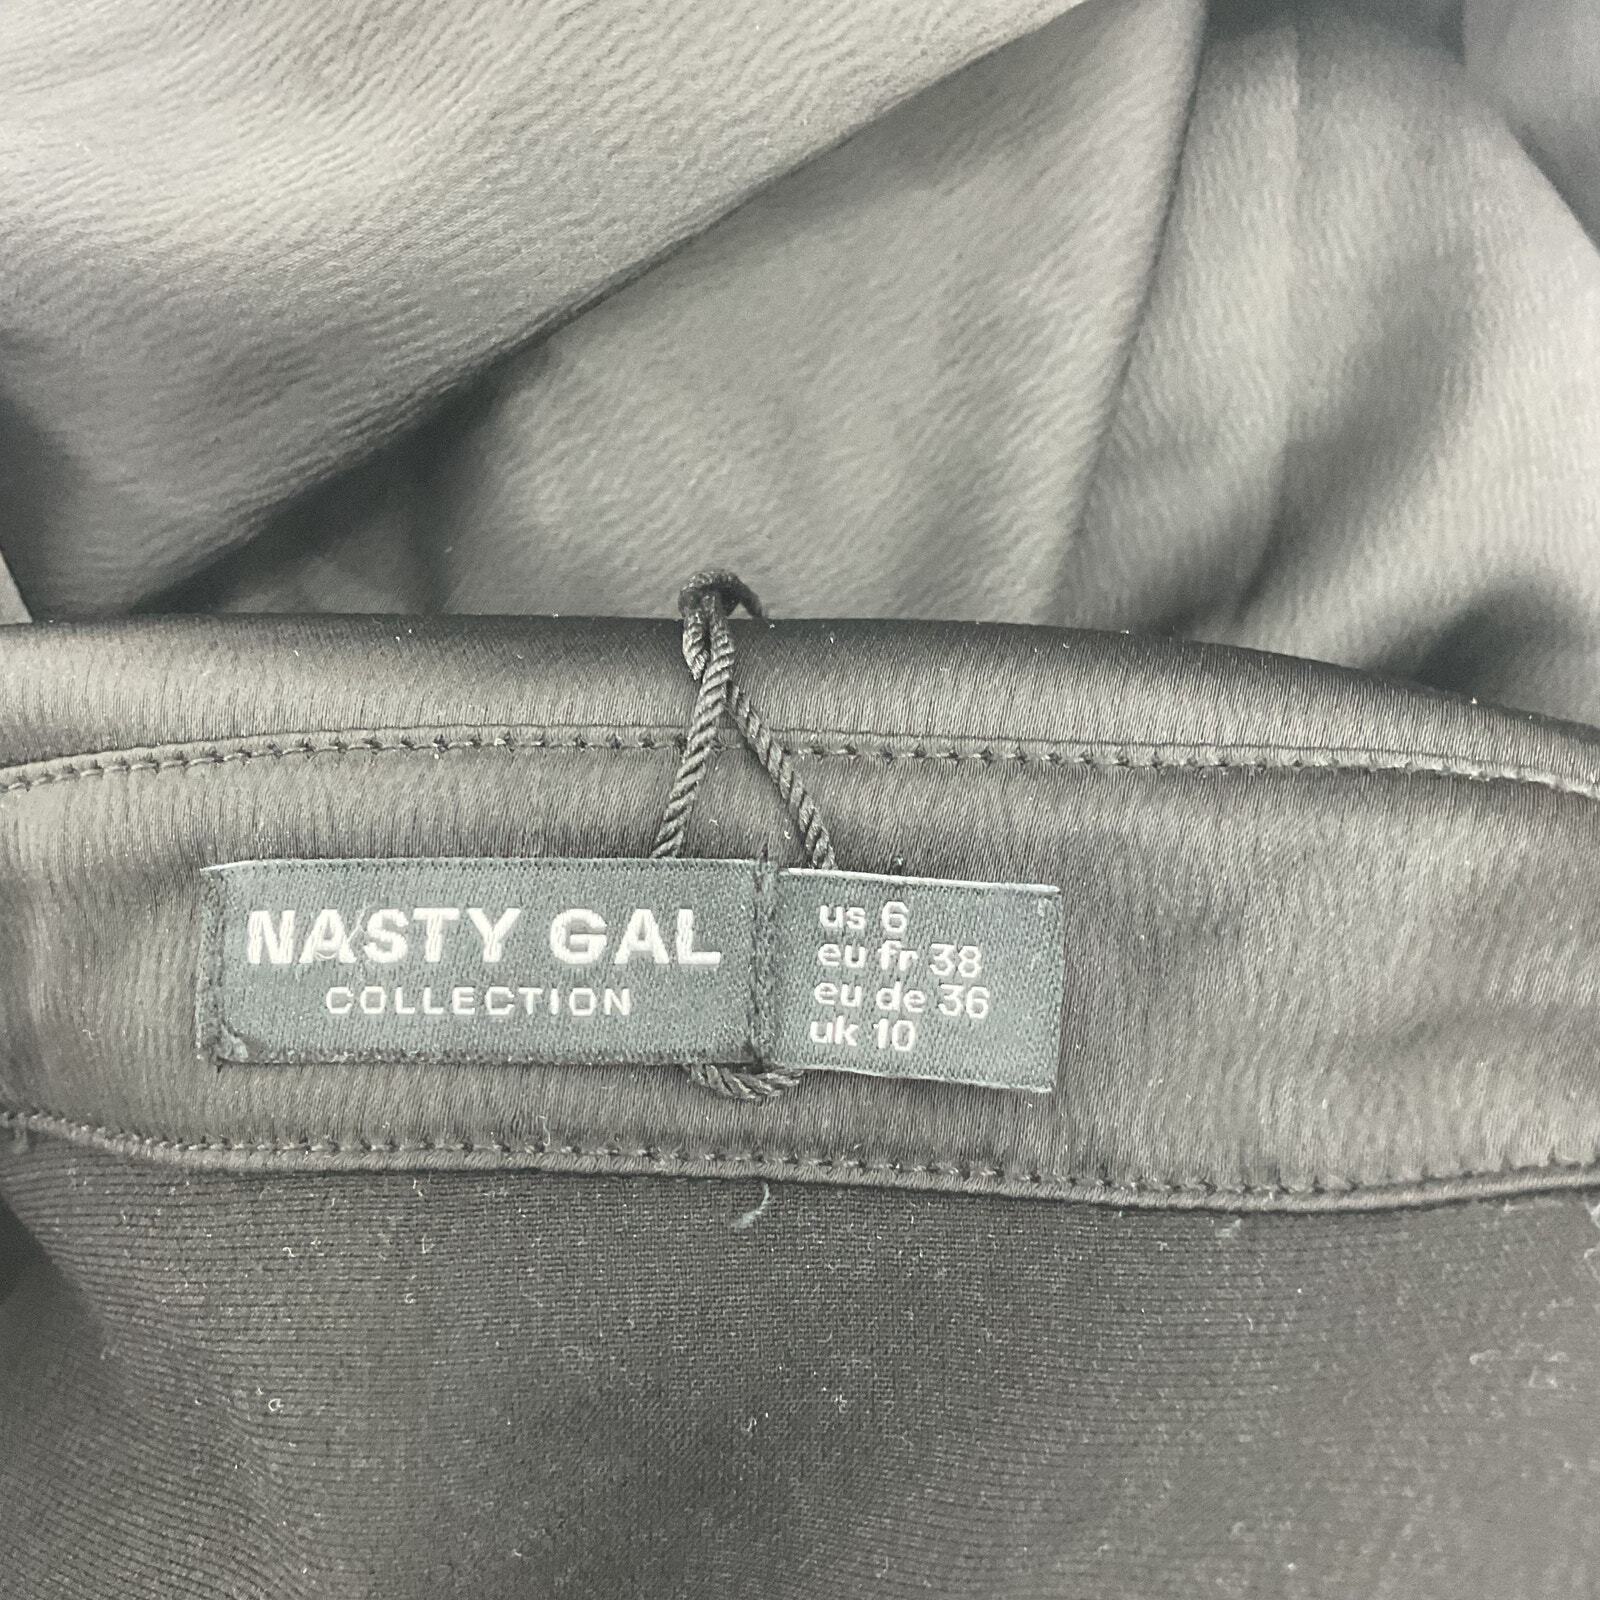 NASTY GAL
COLLECTION
us 6
eu fr 38
eu de 36
uk 10